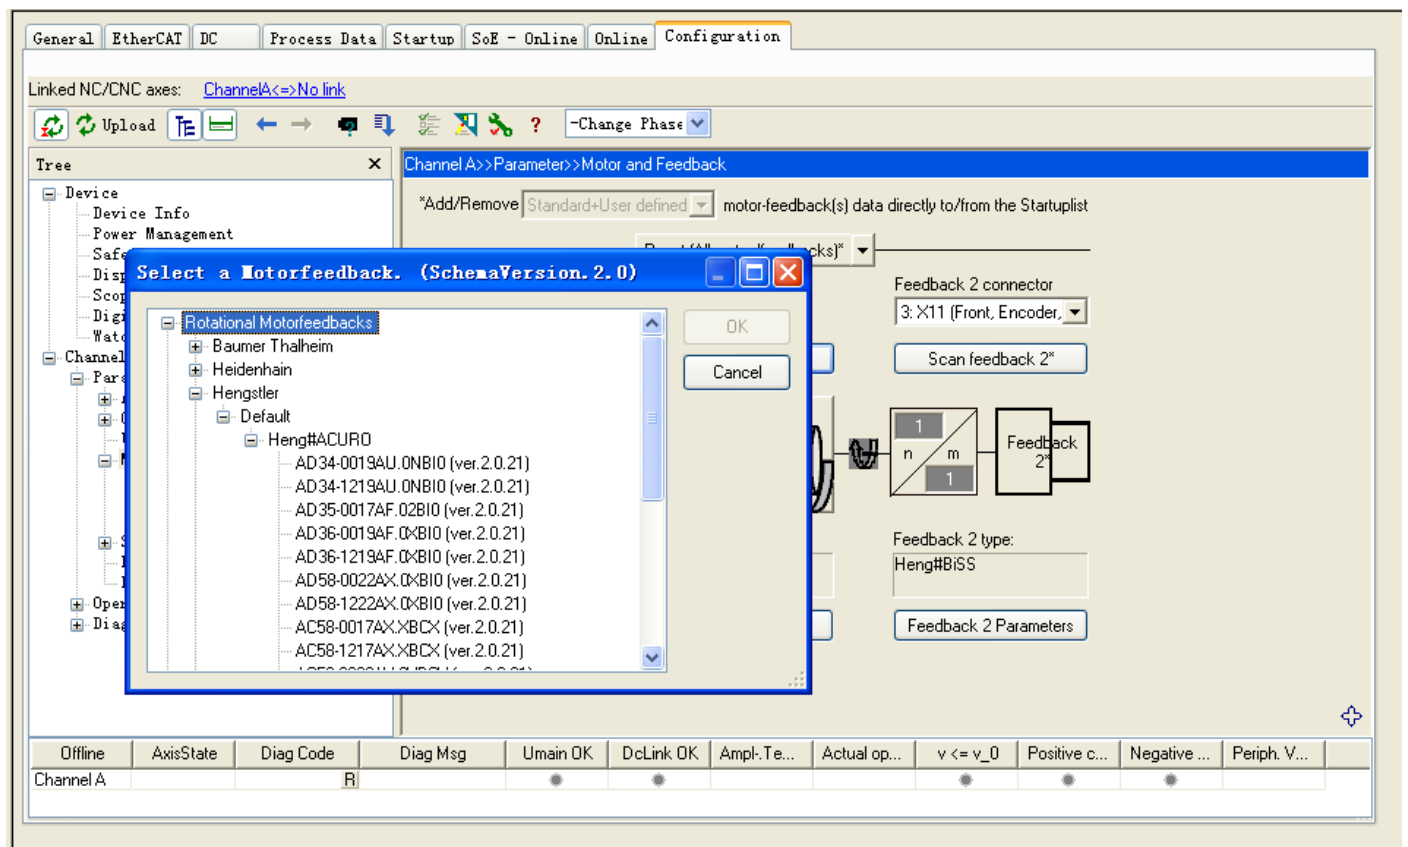 General EtherCAT DC Process Data Startup SoE - Online Online Configuration
Linked NC/CNC axes: ChannelA<=>No link
Upload ? -Change Phase
Tree X
Channel A>>Parameter>>Motor and Feedback
Device
Device Info
Power Management
*Add/Remove Standard+User defined motor-feedback(s) data directly to/from the Startuplist
Select a Motorfeedback. (SchemaVersion.2.0)
Rotational Motorfeedbacks
Baumer Thalheim
Heidenhain
Hengstler
Default
Heng#ACURO
AD34-0019AU.0NBI0 (ver.2.0.21)
AD34-1219AU.0NBI0 (ver.2.0.21)
AD35-0017AF.02BI0 (ver.2.0.21)
AD36-0019AF.0XBI0 (ver.2.0.21)
AD36-1219AF.0XBI0 (ver.2.0.21)
AD58-0022AX.0XBI0 (ver.2.0.21)
AD58-1222AX.0XBI0 (ver.2.0.21)
AC58-0017AX.XBCX (ver.2.0.21)
AC58-1217AX.XBCX (ver.2.0.21)
OK
Cancel
Channel
Feedback 2 connector
3: X11 (Front, Encoder,
Scan feedback 2*
1
n m
1
Feedback
2*
Feedback 2 type:
Heng#BiSS
Feedback 2 Parameters
Offline AxisState Diag Code Diag Msg Umain OK DcLink OK Ampl-.Te... Actual op... v <= v_0 Positive c... Negative ... Periph. V...
Channel A R